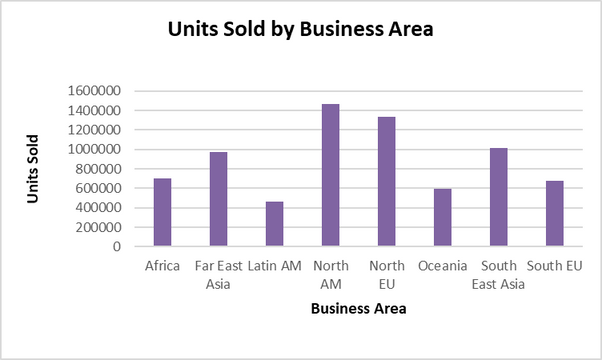 Units Sold by Business Area
Units Sold
1600000
1400000
1200000
1000000
800000
600000
400000
200000
0
Africa
Far East
Asia
Latin AM
North
AM
North
EU
Oceania
South
East Asia
South EU
Business Area